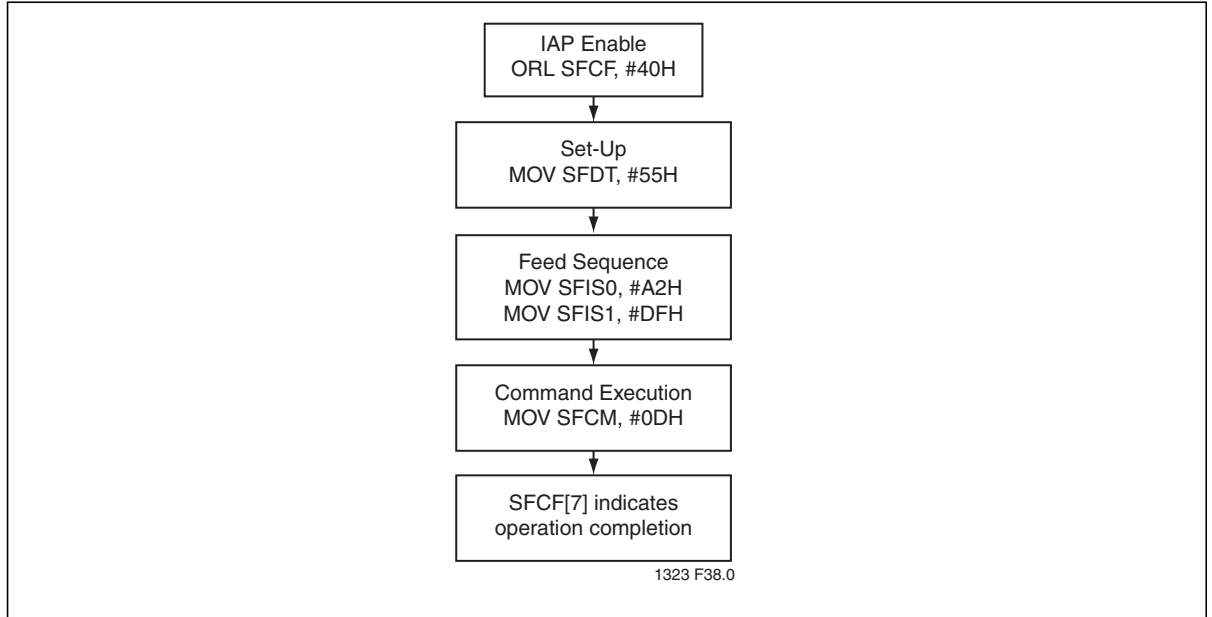 IAP Enable
ORL SFCF, #40H
Set-Up
MOV SFDT, #55H
Feed Sequence
MOV SFIS0, #A2H
MOV SFIS1, #DFH
Command Execution
MOV SFCM, #0DH
SFCF[7] indicates
operation completion
1323 F38.0